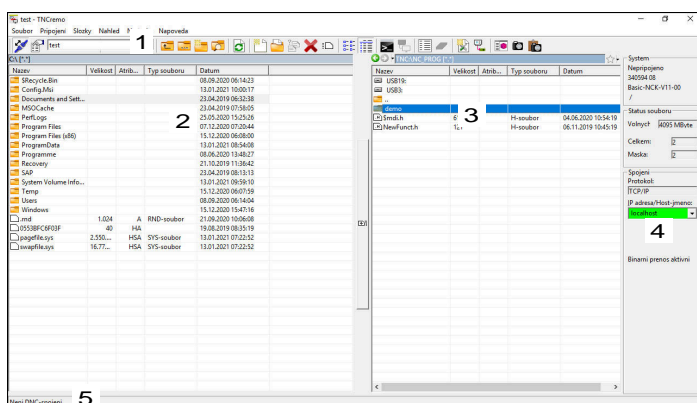 test - TNCremo
Soubor Pripojeni Slozky Nahled Napoveda
test
1
C:\ [*.*]
Nazev Velikost Atrib... Typ souboru Datum
$Recycle.Bin 08.09.2020 06:14:23
Config.Msi 13.01.2021 10:00:17
Documents and Sett... 23.04.2019 06:32:38
MSOCache 23.04.2019 07:58:05
PerfLogs 25.05.2020 15:25:26
Program Files 07.12.2020 07:20:44
Program Files (x86) 15.12.2020 06:08:00
ProgramData 13.01.2021 08:54:08
Programme 08.06.2020 13:48:27
Recovery 21.10.2019 11:36:42
SAP 23.04.2019 08:13:13
System Volume Info... 13.01.2021 09:59:10
Temp 15.12.2020 06:07:59
Users 08.09.2020 06:14:04
Windows 15.12.2020 15:47:16
.rnd 1.024 A RND-soubor 21.09.2020 10:06:08
0553BFC6F03F 40 HA 19.08.2019 08:35:19
pagefile.sys 2.550.... HSA SYS-soubor 13.01.2021 07:22:52
swapfile.sys 16.77... HSA SYS-soubor 13.01.2021 07:22:52
2
TNC:\NC_PROG [*.*]
Nazev Velikost Atrib... Typ souboru Datum
USB19:
USB3:
..
demo
Smdi.h H-soubor 04.06.2020 10:54:19
NewFunct.h H-soubor 06.11.2019 10:45:19
3
System
Nepripojeno
340594 08
Basic-NCK-V11-00
/
Status souboru
Volnych 4095 MByte
Celkem: 2
Maska: 2
Spojeni
Protokol:
TCP/IP
IP adresa/Host-jmeno:
localhost
4
Binarni prenos aktivni
Neni DNC-spojeni
5